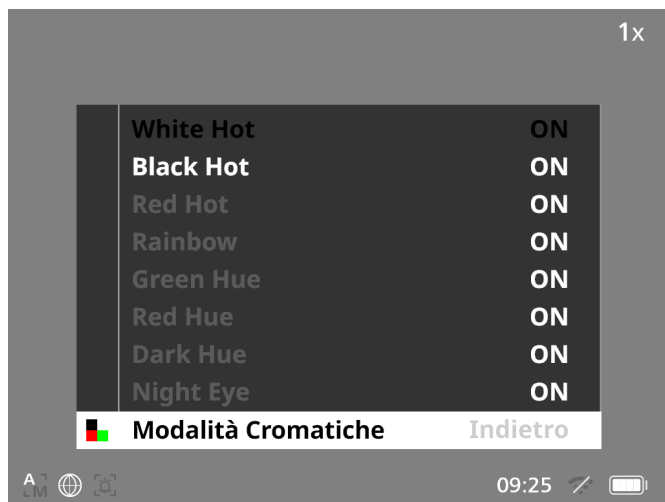 1x
White Hot ON
Black Hot ON
Red Hot ON
Rainbow ON
Green Hue ON
Red Hue ON
Dark Hue ON
Night Eye ON
Modalità Cromatiche Indietro
A M 09:25